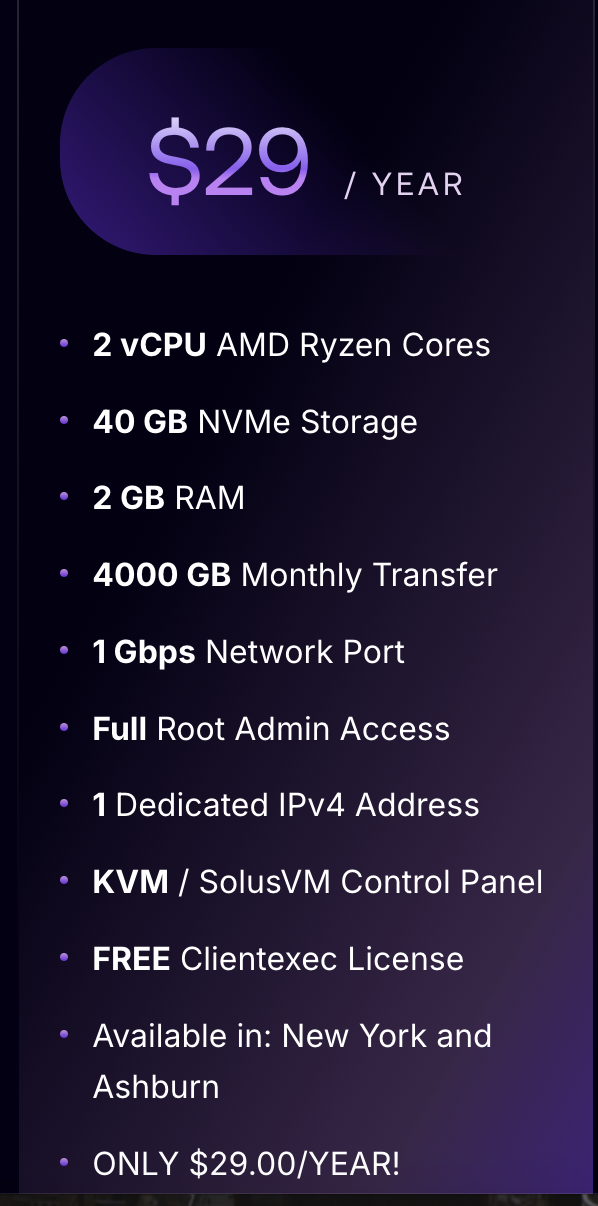 $29 / YEAR
2 vCPU AMD Ryzen Cores
40 GB NVMe Storage
2 GB RAM
4000 GB Monthly Transfer
1 Gbps Network Port
Full Root Admin Access
1 Dedicated IPv4 Address
KVM / SolusVM Control Panel
FREE Clientexec License
Available in: New York and
Ashburn
ONLY $29.00/YEAR!